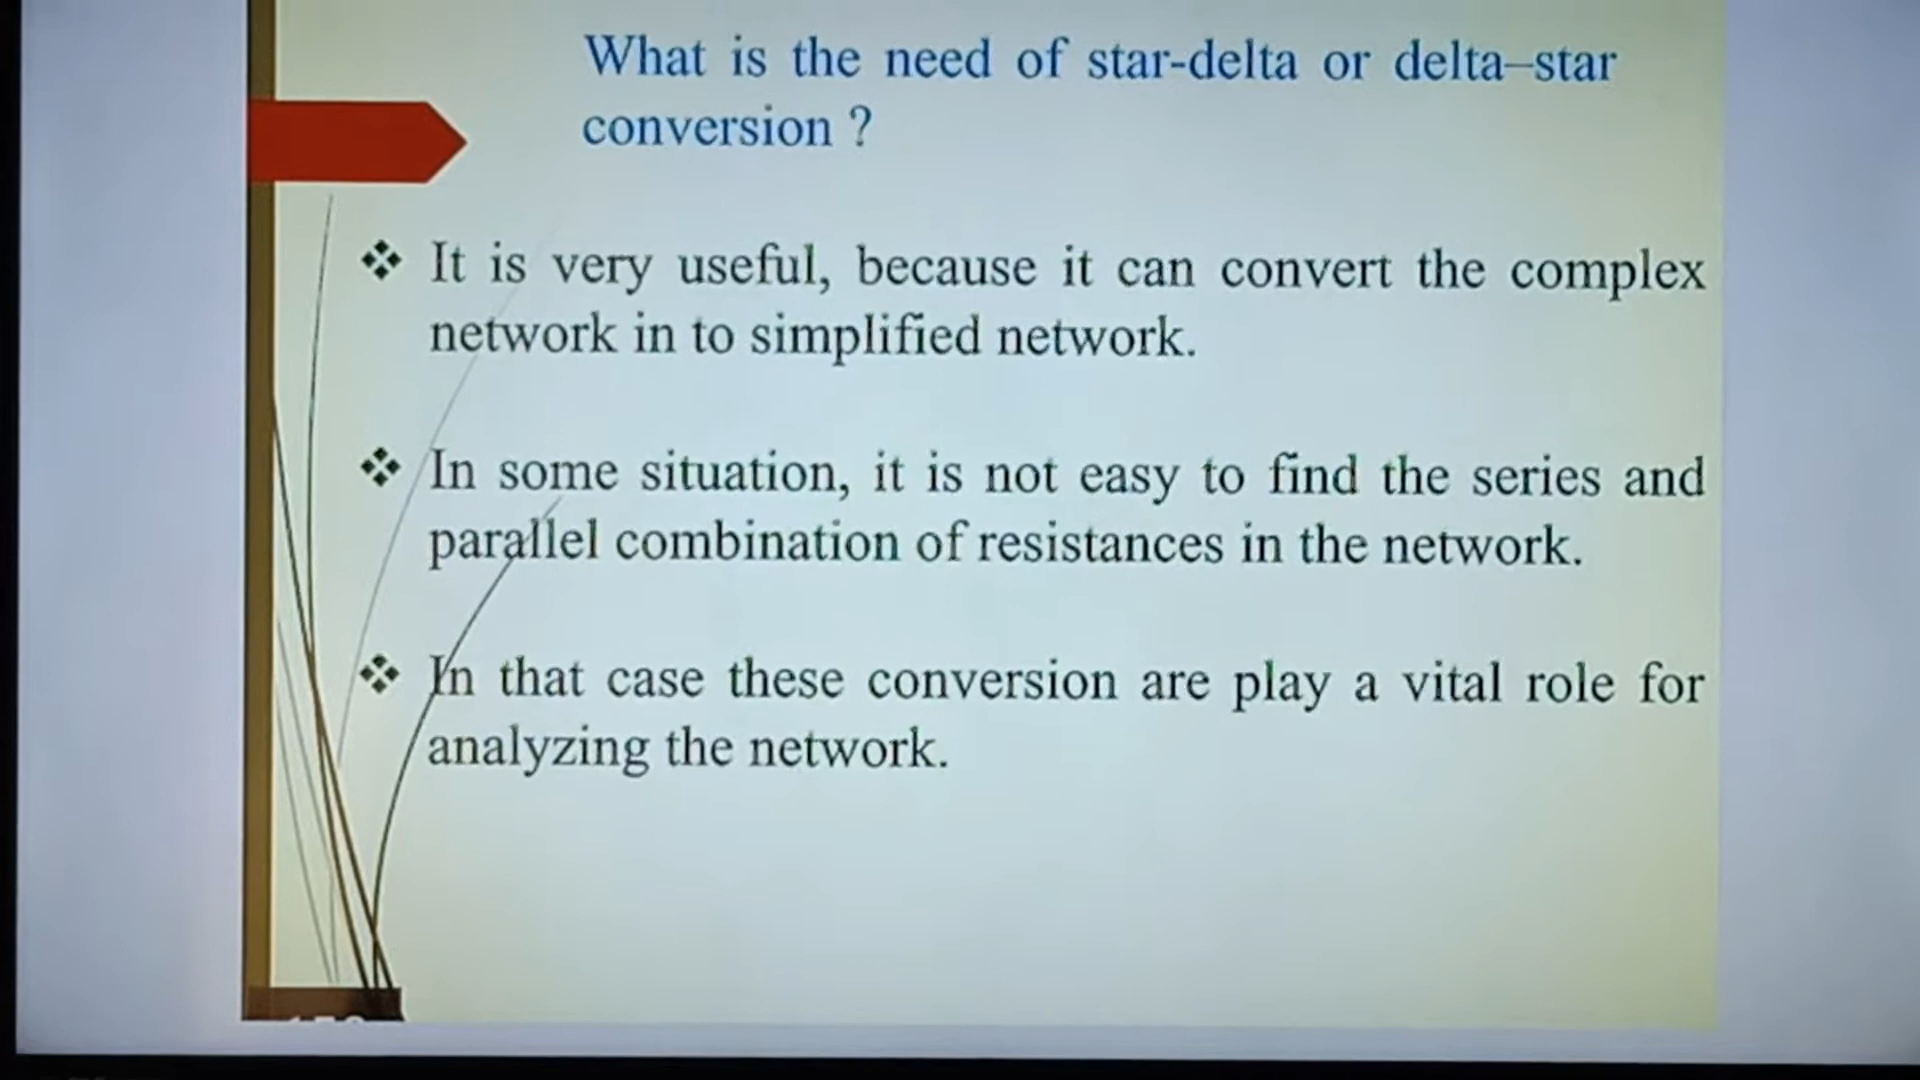 What is the need of star-delta or delta–star
conversion ?
It is very useful, because it can convert the complex
network in to simplified network.
In some situation, it is not easy to find the series and
parallel combination of resistances in the network.
In that case these conversion are play a vital role for
analyzing the network.